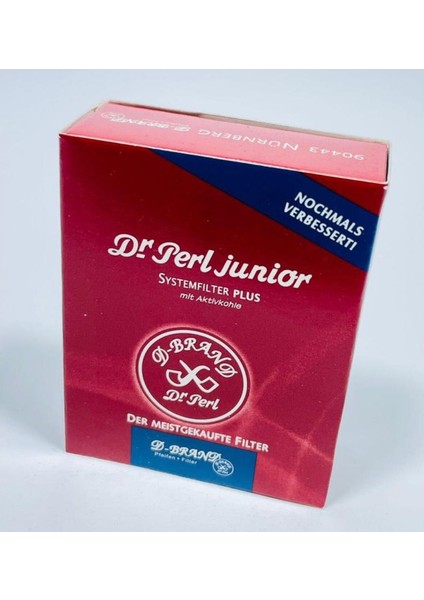 90443 NÜRNBERG D-BRAND
NOCHMALS
VERBESSERT!
Dr Perl junior
SYSTEMFILTER PLUS
mit Aktivkohle
D-BRAND
Dr Perl
DER MEISTGEKAUFTE FILTER
D-BRAND
Pfeifen • Filter